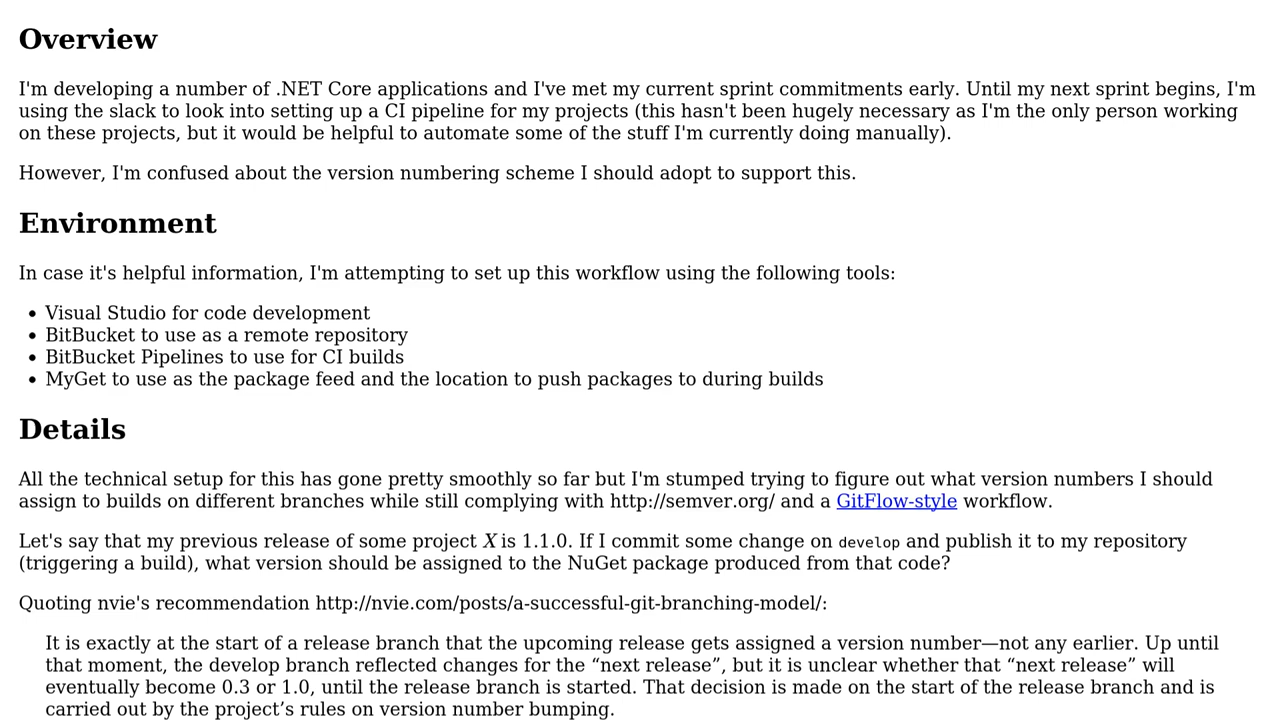 Overview
I'm developing a number of .NET Core applications and I've met my current sprint commitments early. Until my next sprint begins, I'm
using the slack to look into setting up a CI pipeline for my projects (this hasn't been hugely necessary as I'm the only person working
on these projects, but it would be helpful to automate some of the stuff I'm currently doing manually).
However, I'm confused about the version numbering scheme I should adopt to support this.
Environment
In case it's helpful information, I'm attempting to set up this workflow using the following tools:
• Visual Studio for code development
• BitBucket to use as a remote repository
• BitBucket Pipelines to use for CI builds
• MyGet to use as the package feed and the location to push packages to during builds
Details
All the technical setup for this has gone pretty smoothly so far but I'm stumped trying to figure out what version numbers I should
assign to builds on different branches while still complying with http://semver.org/ and a GitFlow-style workflow.
Let's say that my previous release of some project X is 1.1.0. If I commit some change on develop and publish it to my repository
(triggering a build), what version should be assigned to the NuGet package produced from that code?
Quoting nvie's recommendation http://nvie.com/posts/a-successful-git-branching-model/:
It is exactly at the start of a release branch that the upcoming release gets assigned a version number—not any earlier. Up until
that moment, the develop branch reflected changes for the “next release”, but it is unclear whether that “next release” will
eventually become 0.3 or 1.0, until the release branch is started. That decision is made on the start of the release branch and is
carried out by the project’s rules on version number bumping.